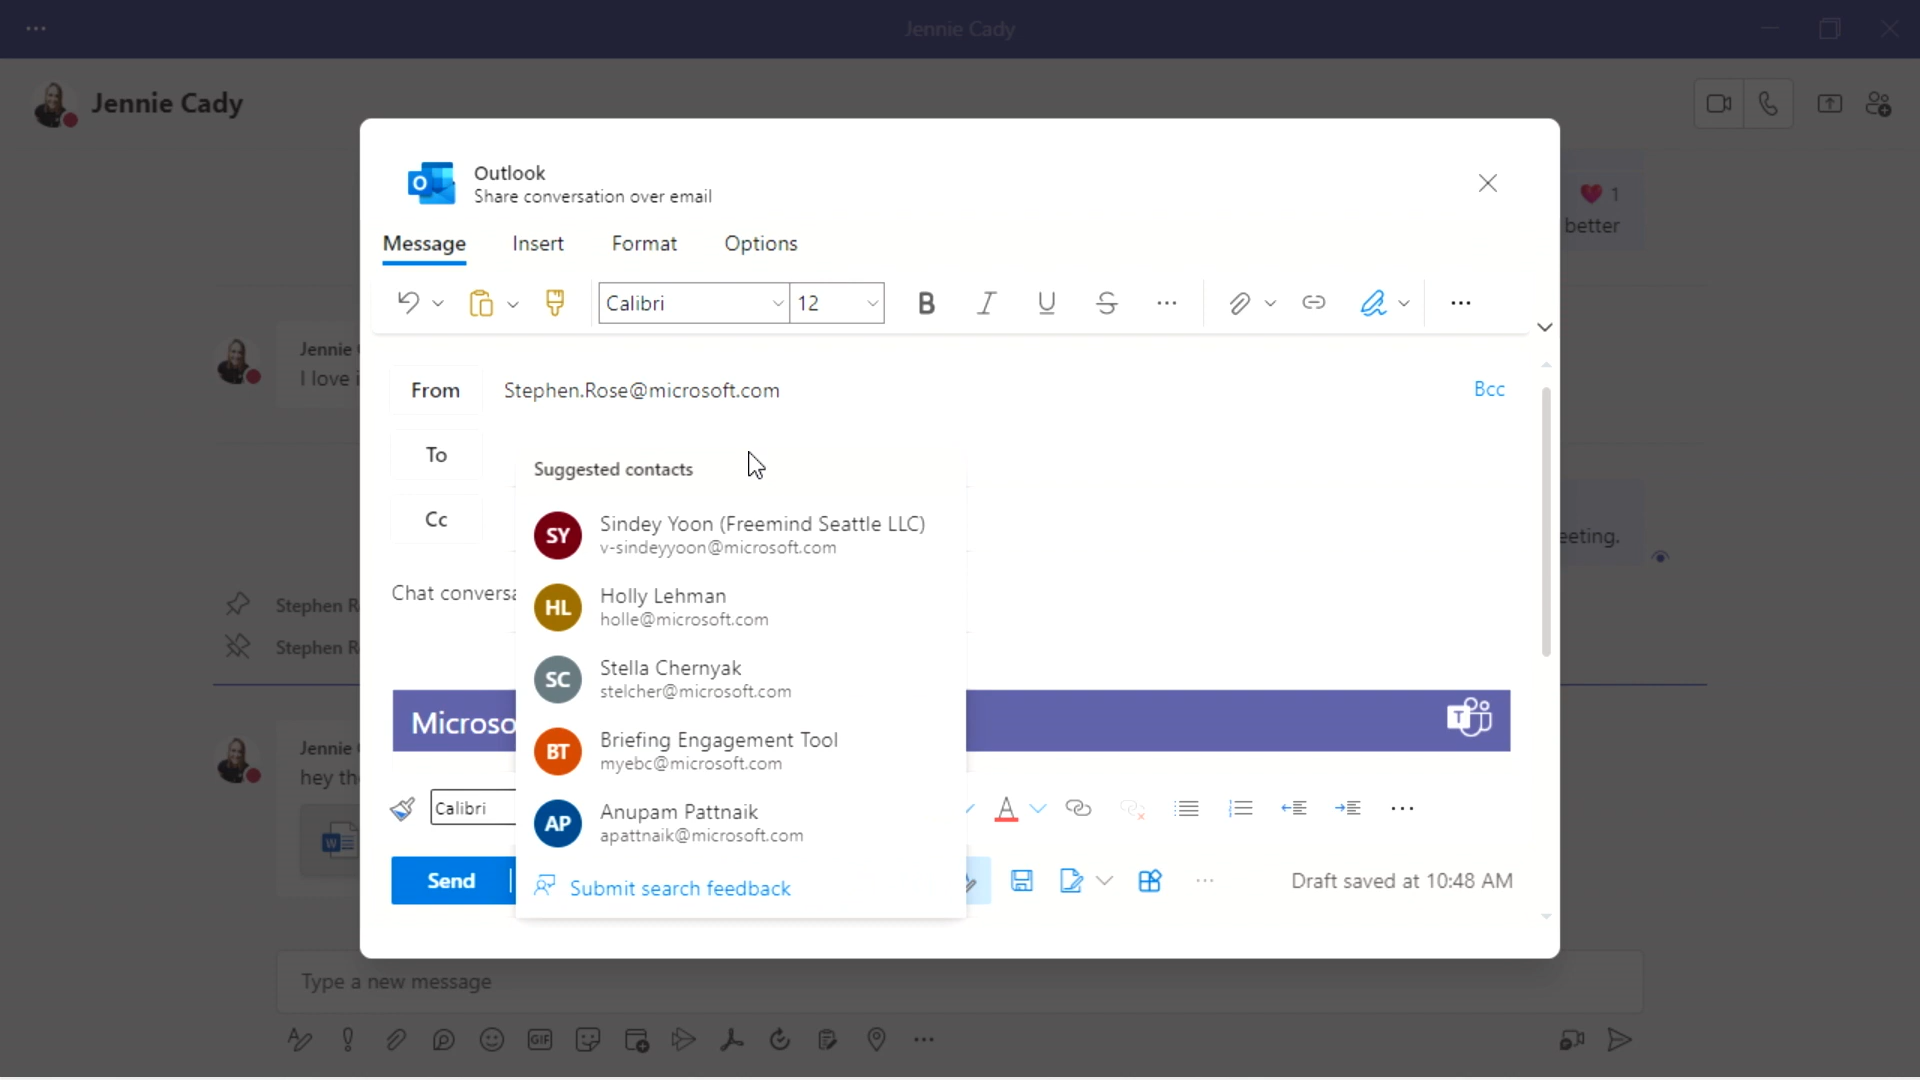 Jennie Cady
Jennie Cady
1
better
Outlook
Share conversation over email
Message Insert Format Options
Calibri 12 B I U S
Jennie
I love
From Stephen.Rose@microsoft.com Bcc
To
Suggested contacts
Cc
SY Sindey Yoon (Freemind Seattle LLC)
v-sindeyyoon@microsoft.com
eeting.
Chat conversa
HL Holly Lehman
holle@microsoft.com
Stephen R
Stephen R
SC Stella Chernyak
stelcher@microsoft.com
Microso
T
BT Briefing Engagement Tool
myebc@microsoft.com
Jennie
hey th
Calibri
AP Anupam Pattnaik
apattnaik@microsoft.com
A
W
Send
Submit search feedback
Draft saved at 10:48 AM
Type a new message
GIF